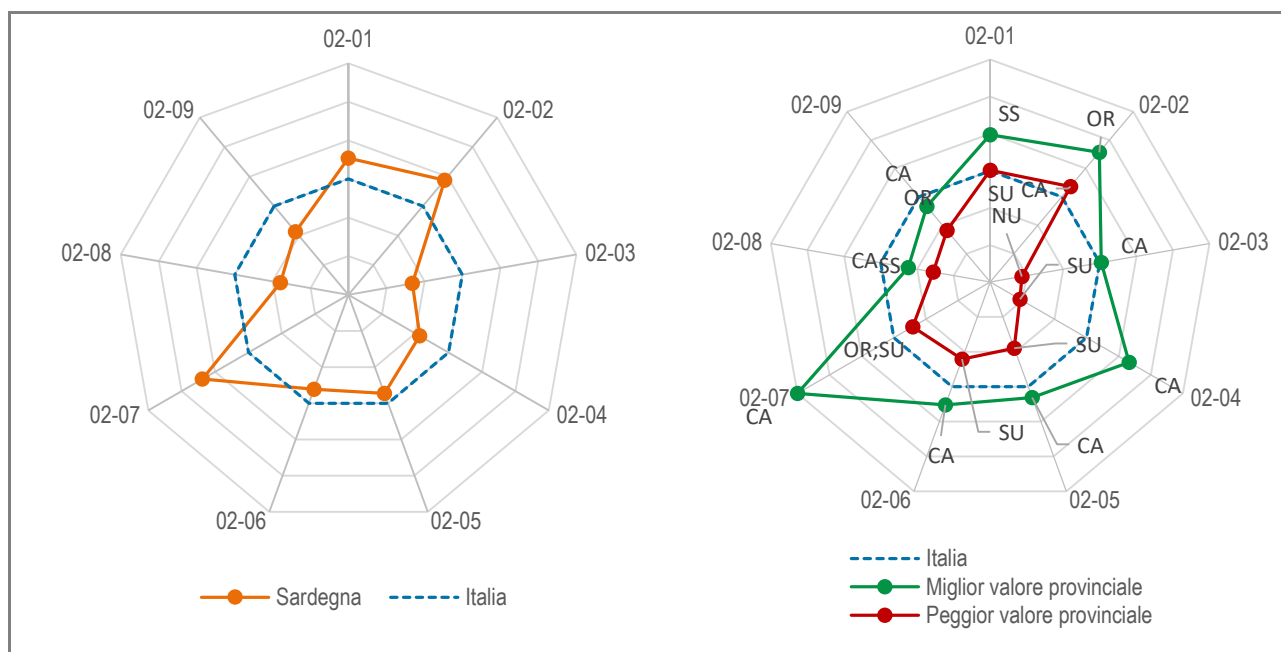 02-01
02-02
02-03
02-04
02-05
02-06
02-07
02-08
02-09
Sardegna
Italia
02-01
02-02
02-03
02-04
02-05
02-06
02-07
02-08
02-09
SS
OR
CA
CA
CA
CA
CA
CA
CA
SU
CA
NU
SU
SU
SU
OR;SU
SS
OR
Italia
Miglior valore provinciale
Peggior valore provinciale